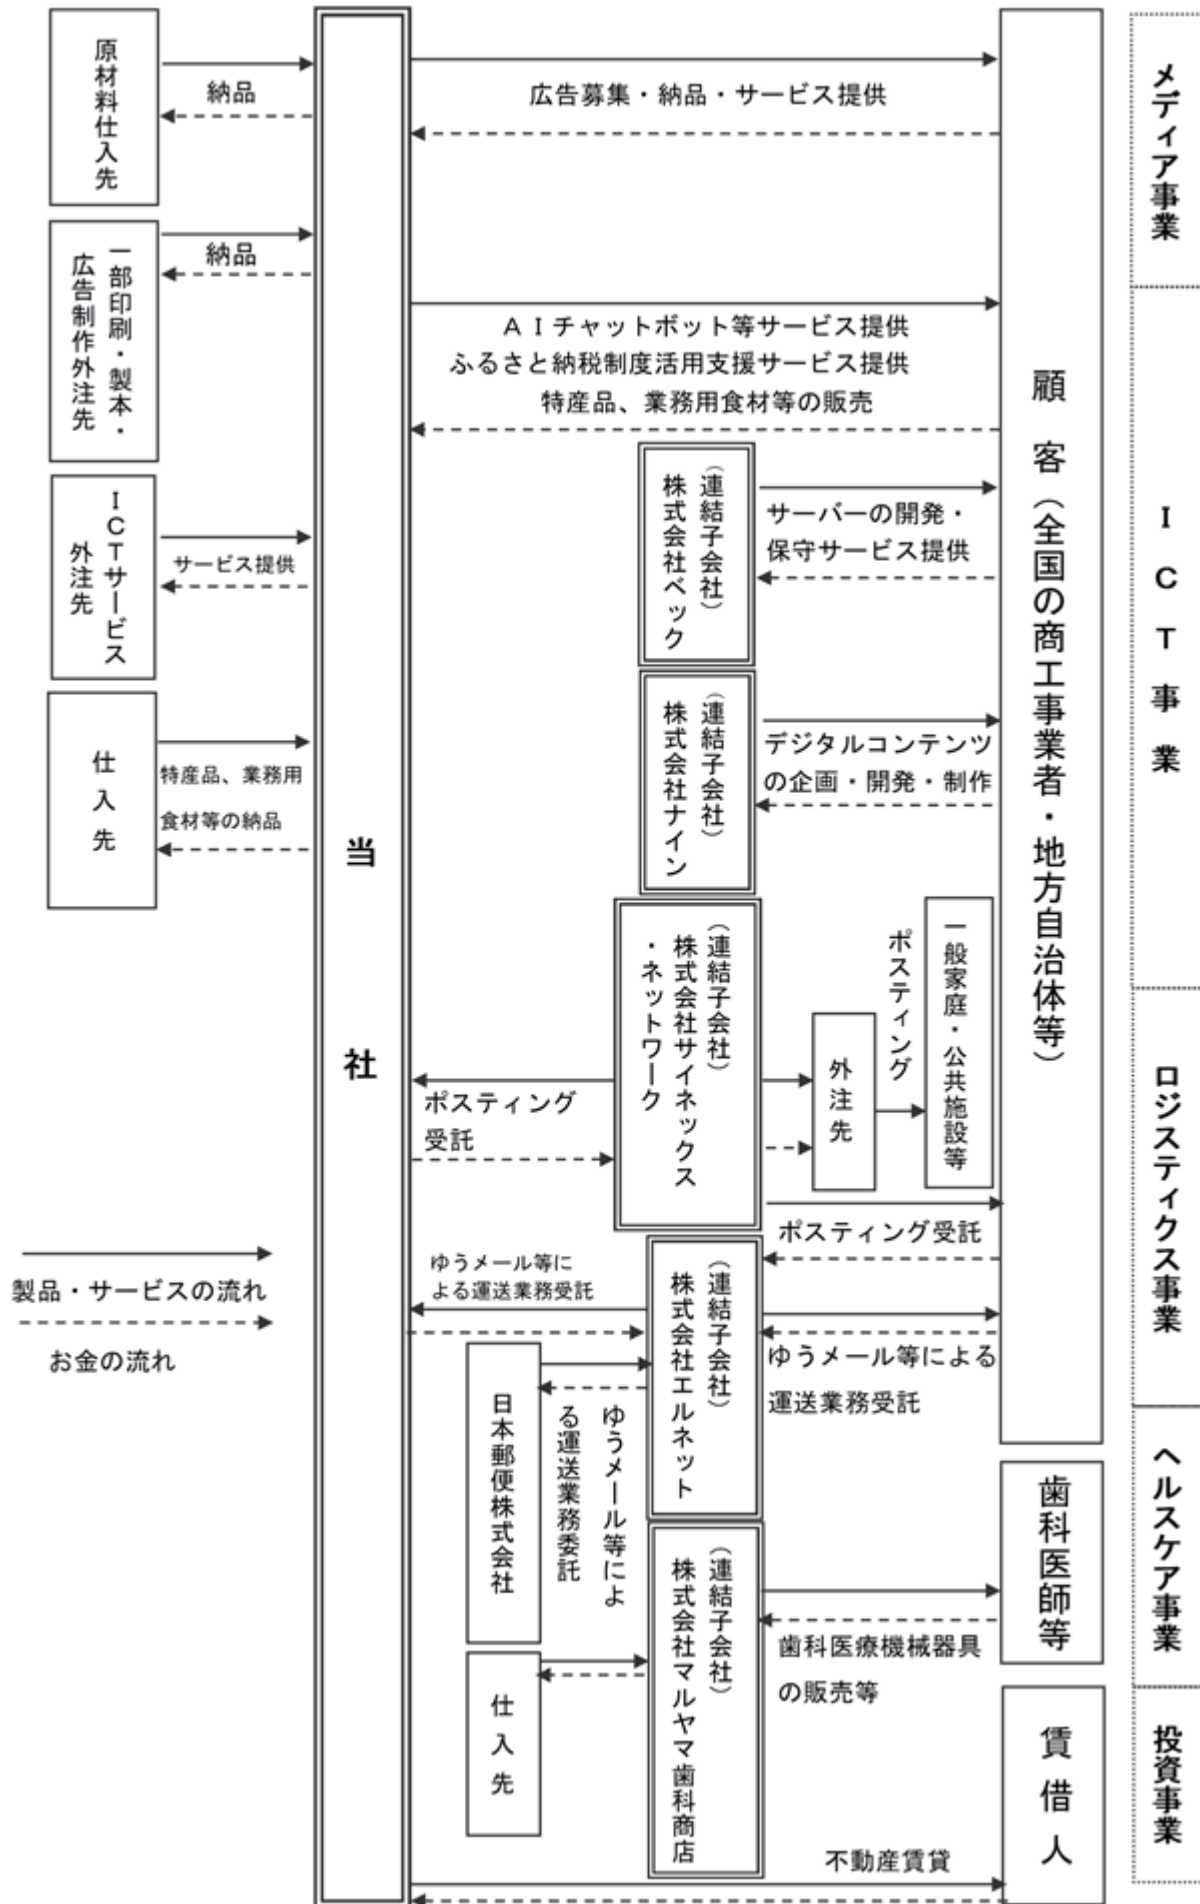 原材料仕入先
納品
一部印刷・製本・
広告制作外注先
納品
ICTサービス
外注先
サービス提供
仕入先
特産品、業務用
食材等の納品
当社
広告募集・納品・サービス提供
AIチャットボット等サービス提供
ふるさと納税制度活用支援サービス提供
特産品、業務用食材等の販売
(連結子会社)
株式会社ベック
サーバーの開発・
保守サービス提供
(連結子会社)
株式会社ナイン
デジタルコンテンツ
の企画・開発・制作
(連結子会社)
株式会社サイネックス
・ネットワーク
ポスティング
受託
外注先
ポスティング
一般家庭・公共施設等
ポスティング受託
(連結子会社)
株式会社エルネット
ゆうメール等に
よる運送業務受託
ゆうメール等による
運送業務受託
日本郵便株式会社
ゆうメール等によ
る運送業務委託
(連結子会社)
株式会社マルヤマ歯科商店
仕入先
歯科医療機械器具
の販売等
不動産賃貸
顧客(全国の商工事業者・地方自治体等)
歯科医師等
賃借人
メディア事業
ICT事業
ロジスティクス事業
ヘルスケア事業
投資事業
製品・サービスの流れ
お金の流れ